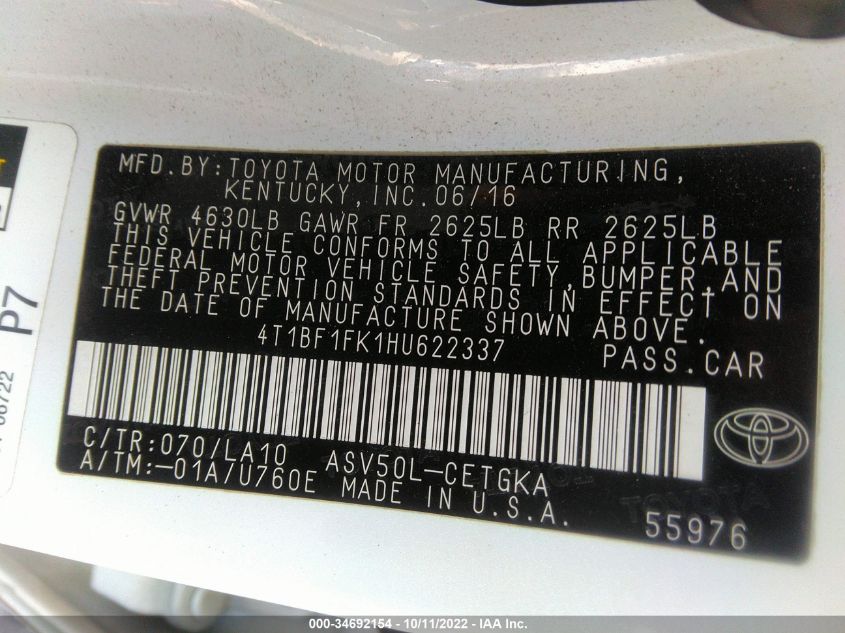 MFD.BY:TOYOTA MOTOR MANUFACTURING,
KENTUCKY,INC.06/16
GVWR 4630LB GAWR FR 2625LB RR 2625LB
THIS VEHICLE CONFORMS TO ALL APPLICABLE
FEDERAL MOTOR VEHICLE SAFETY,BUMPER,AND
THEFT PREVENTION STANDARDS IN EFFECT ON
THE DATE OF MANUFACTURE SHOWN ABOVE.
4T1BF1FK1HU622337 PASS.CAR
C/TR:070/LA10 ASV50L-CETGKA
A/TM:-01A/U760E MADE IN U.S.A.
55976
TOYOTA
P7
000-34692154 - 10/11/2022 - IAA Inc.